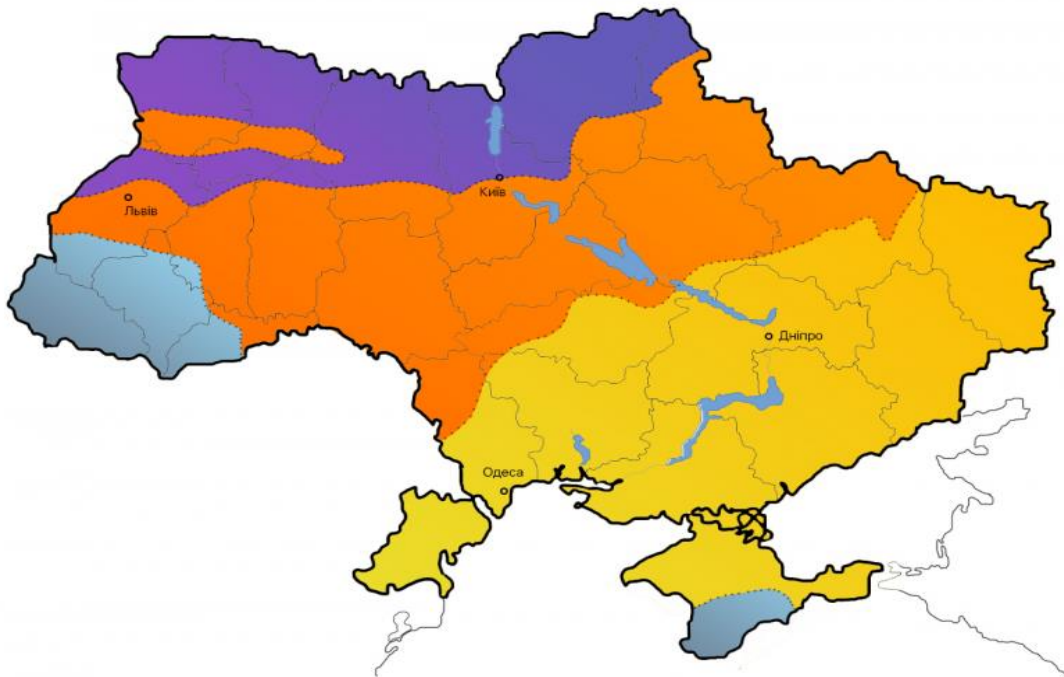 Київ
Львів
Дніпро
Одеса